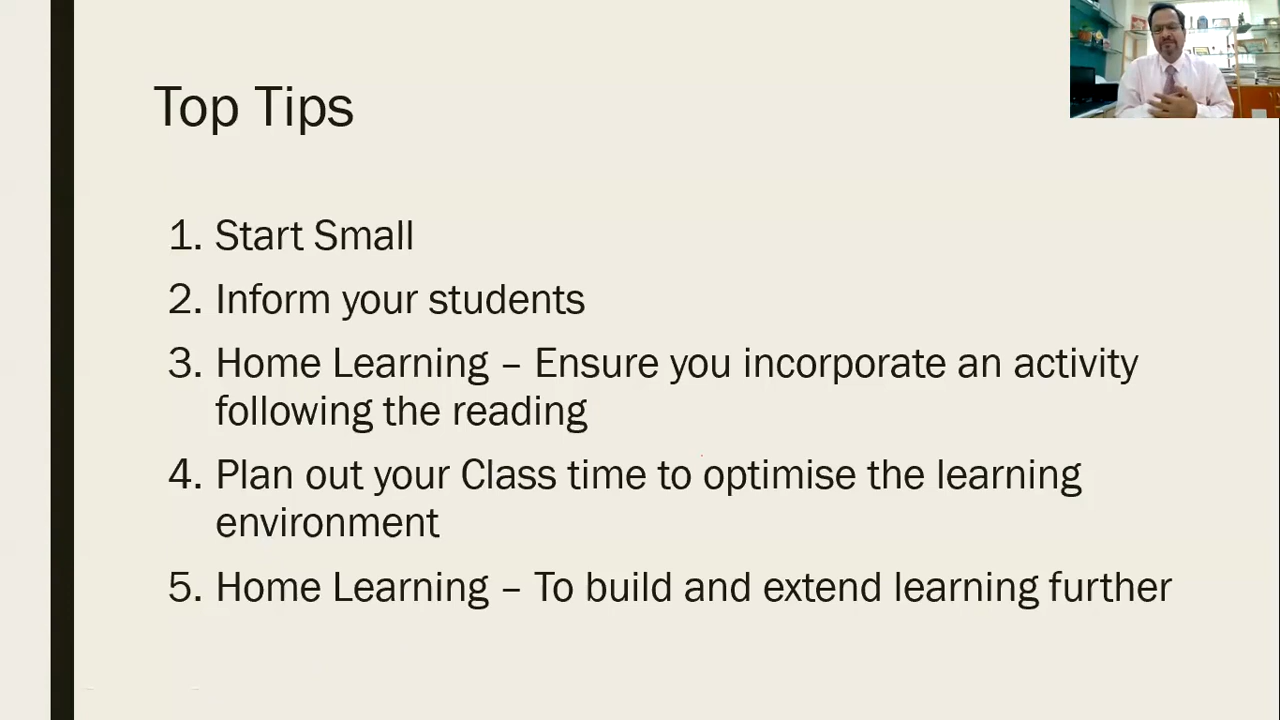 Top Tips
1. Start Small
2. Inform your students
3. Home Learning – Ensure you incorporate an activity
following the reading
4. Plan out your Class time to optimise the learning
environment
5. Home Learning – To build and extend learning further